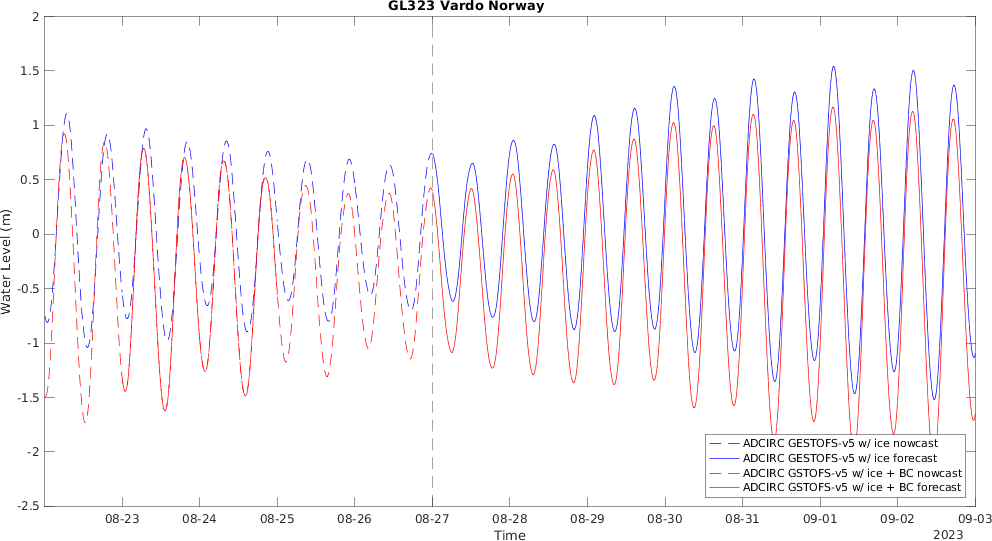 GL323 Vardo Norway
2
1.5
1
0.5
0
-0.5
-1
-1.5
-2
-2.5
Water Level (m)
ADCIRC GESTOFS-v5 w/ ice nowcast
ADCIRC GESTOFS-v5 w/ ice forecast
ADCIRC GSTOFS-v5 w/ ice + BC nowcast
ADCIRC GSTOFS-v5 w/ ice + BC forecast
08-23 08-24 08-25 08-26 08-27 08-28 08-29 08-30 08-31 09-01 09-02 09-03
Time
2023